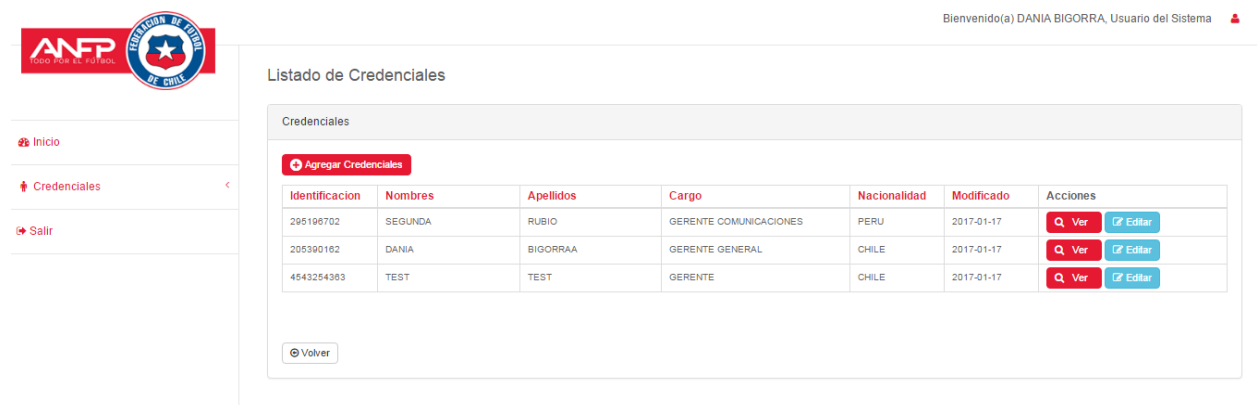 Bienvenido(a) DANIA BIGORRA, Usuario del Sistema
ANFP
TODO POR EL FÚTBOL
FEDERACION DE FUTBOL
DE CHILE
Inicio
Credenciales
Salir
Listado de Credenciales
Credenciales
Agregar Credenciales
Identificacion Nombres Apellidos Cargo Nacionalidad Modificado Acciones
295196702 SEGUNDA RUBIO GERENTE COMUNICACIONES PERU 2017-01-17 Ver Editar
205390162 DANIA BIGORRAA GERENTE GENERAL CHILE 2017-01-17 Ver Editar
4543254363 TEST TEST GERENTE CHILE 2017-01-17 Ver Editar
Volver